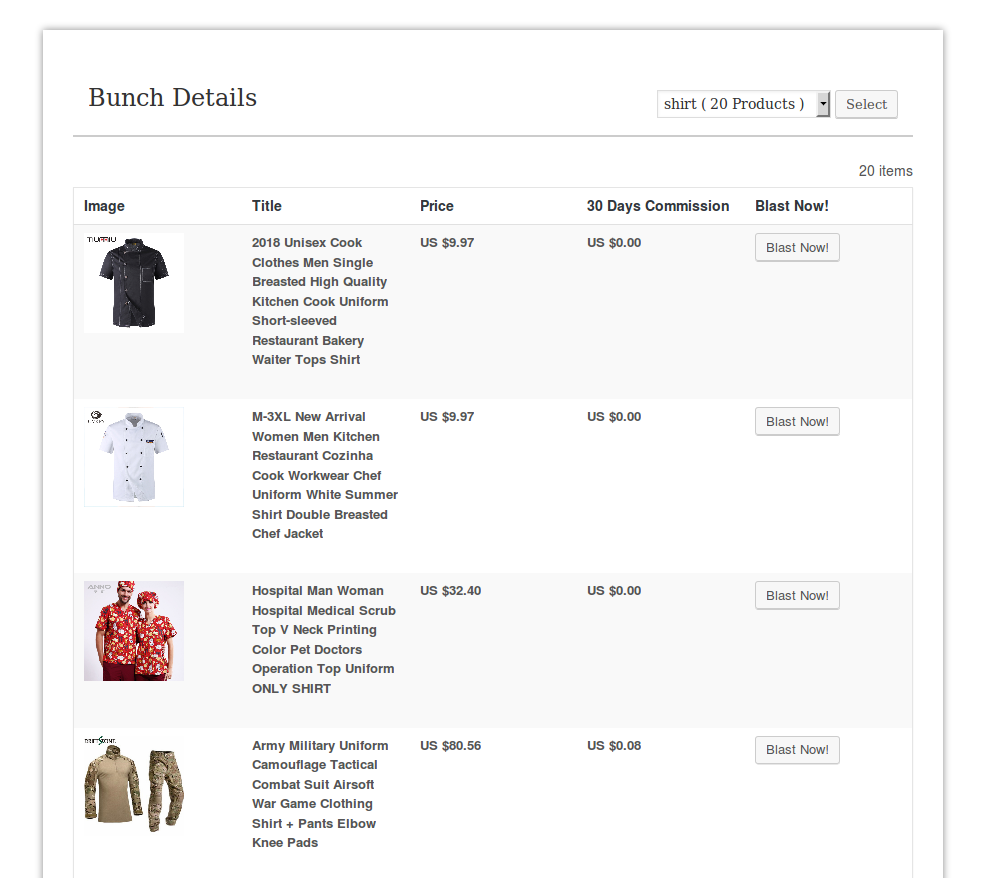 Bunch Details
shirt ( 20 Products )
Select
20 items
Image Title Price 30 Days Commission Blast Now!
2018 Unisex Cook
Clothes Men Single
Breasted High Quality
Kitchen Cook Uniform
Short-sleeved
Restaurant Bakery
Waiter Tops Shirt
US $9.97
US $0.00
Blast Now!
M-3XL New Arrival
Women Men Kitchen
Restaurant Cozinha
Cook Workwear Chef
Uniform White Summer
Shirt Double Breasted
Chef Jacket
US $9.97
US $0.00
Blast Now!
ANNO
Hospital Man Woman
Hospital Medical Scrub
Top V Neck Printing
Color Pet Doctors
Operation Top Uniform
ONLY SHIRT
US $32.40
US $0.00
Blast Now!
Army Military Uniform
Camouflage Tactical
Combat Suit Airsoft
War Game Clothing
Shirt + Pants Elbow
Knee Pads
US $80.56
US $0.08
Blast Now!